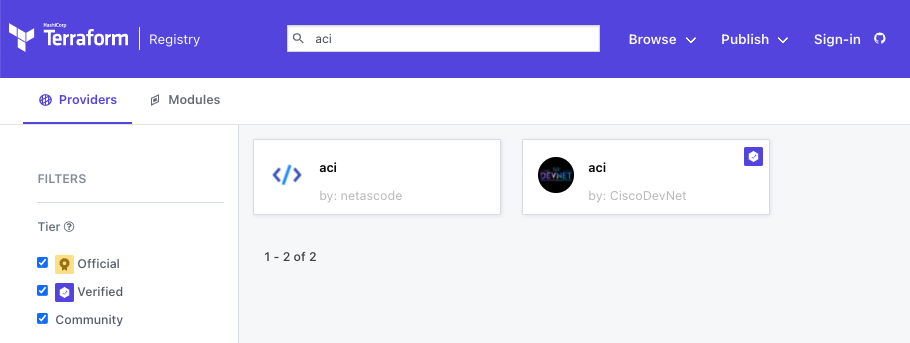 HashiCorp
Terraform
Registry
aci
Browse
Publish
Sign-in
Providers
Modules
FILTERS
Tier
Official
Verified
Community
</>
aci
by: netascode
DEVNET
aci
by: CiscoDevNet
1 - 2 of 2